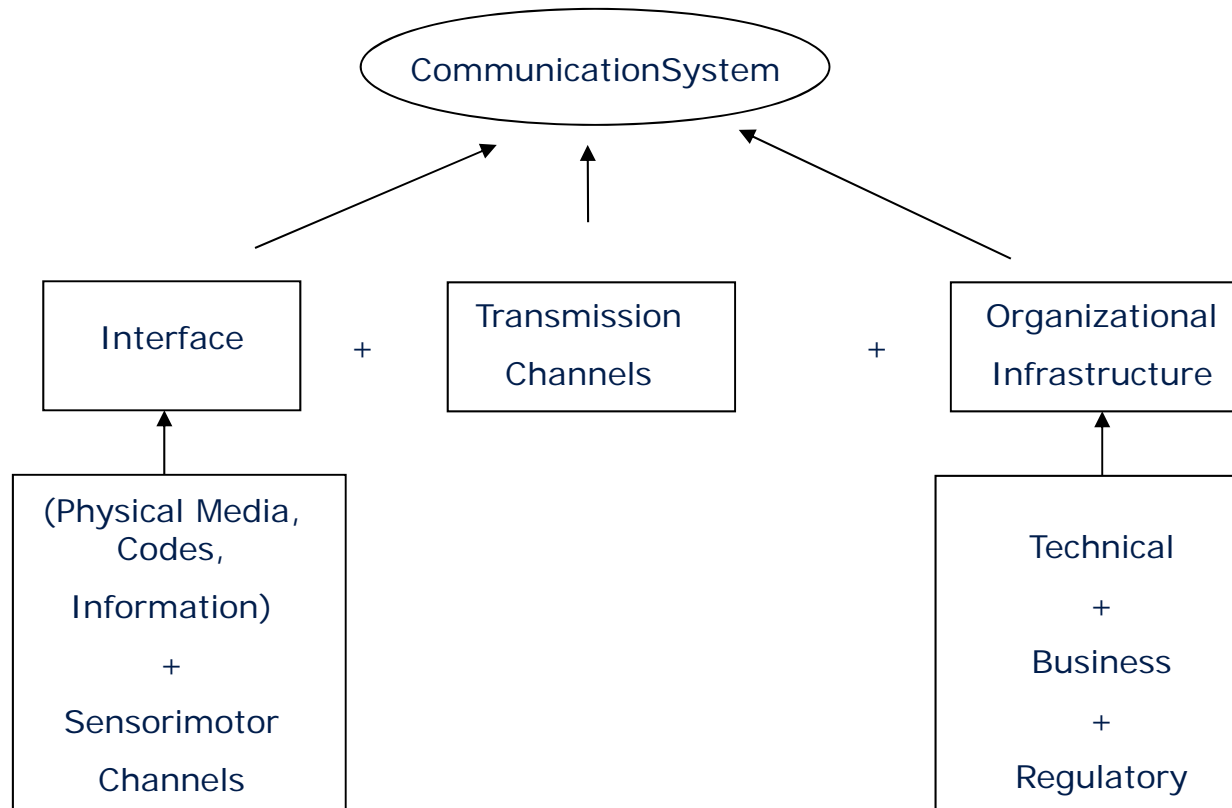 CommunicationSystem
Interface
+
Transmission
Channels
+
Organizational
Infrastructure
(Physical Media,
Codes,
Information)
+
Sensorimotor
Channels
Technical
+
Business
+
Regulatory